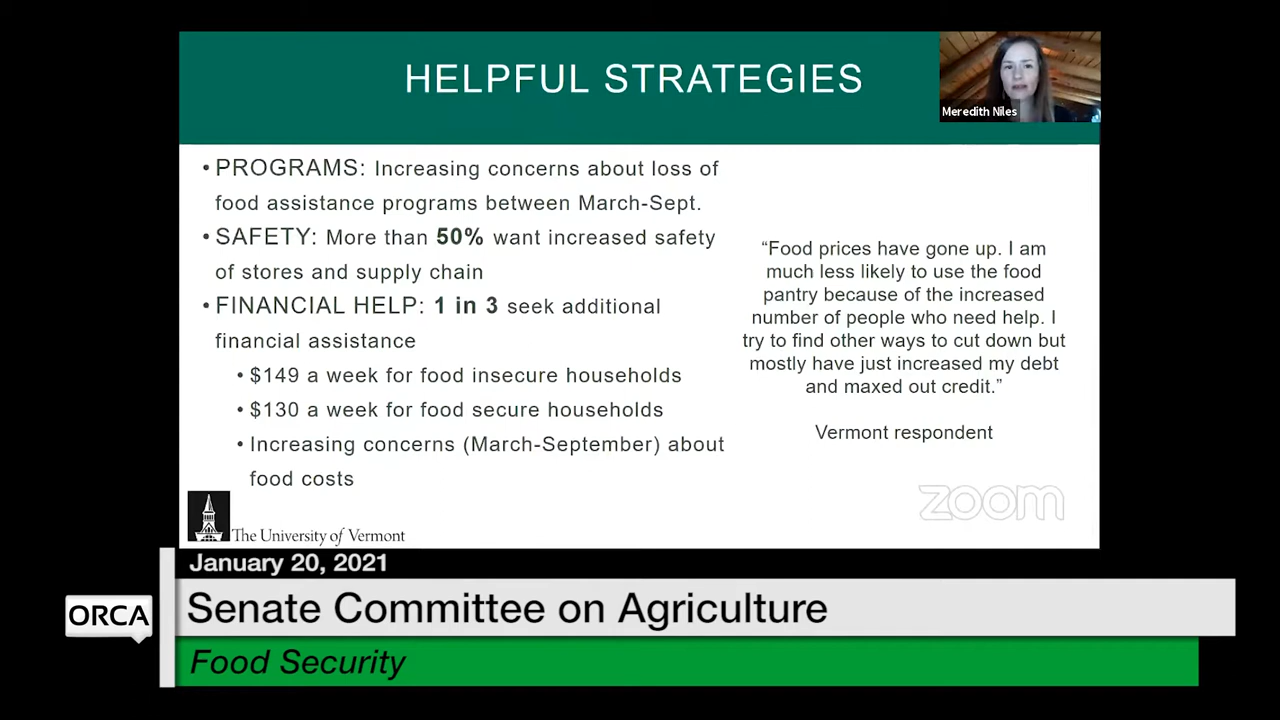 HELPFUL STRATEGIES
Meredith Niles
• PROGRAMS: Increasing concerns about loss of
food assistance programs between March-Sept.
• SAFETY: More than 50% want increased safety
of stores and supply chain
• FINANCIAL HELP: 1 in 3 seek additional
financial assistance
• $149 a week for food insecure households
• $130 a week for food secure households
• Increasing concerns (March-September) about
food costs
“Food prices have gone up. I am
much less likely to use the food
pantry because of the increased
number of people who need help. I
try to find other ways to cut down but
mostly have just increased my debt
and maxed out credit.”
Vermont respondent
zoom
The University of Vermont
January 20, 2021
ORCA
Senate Committee on Agriculture
Food Security